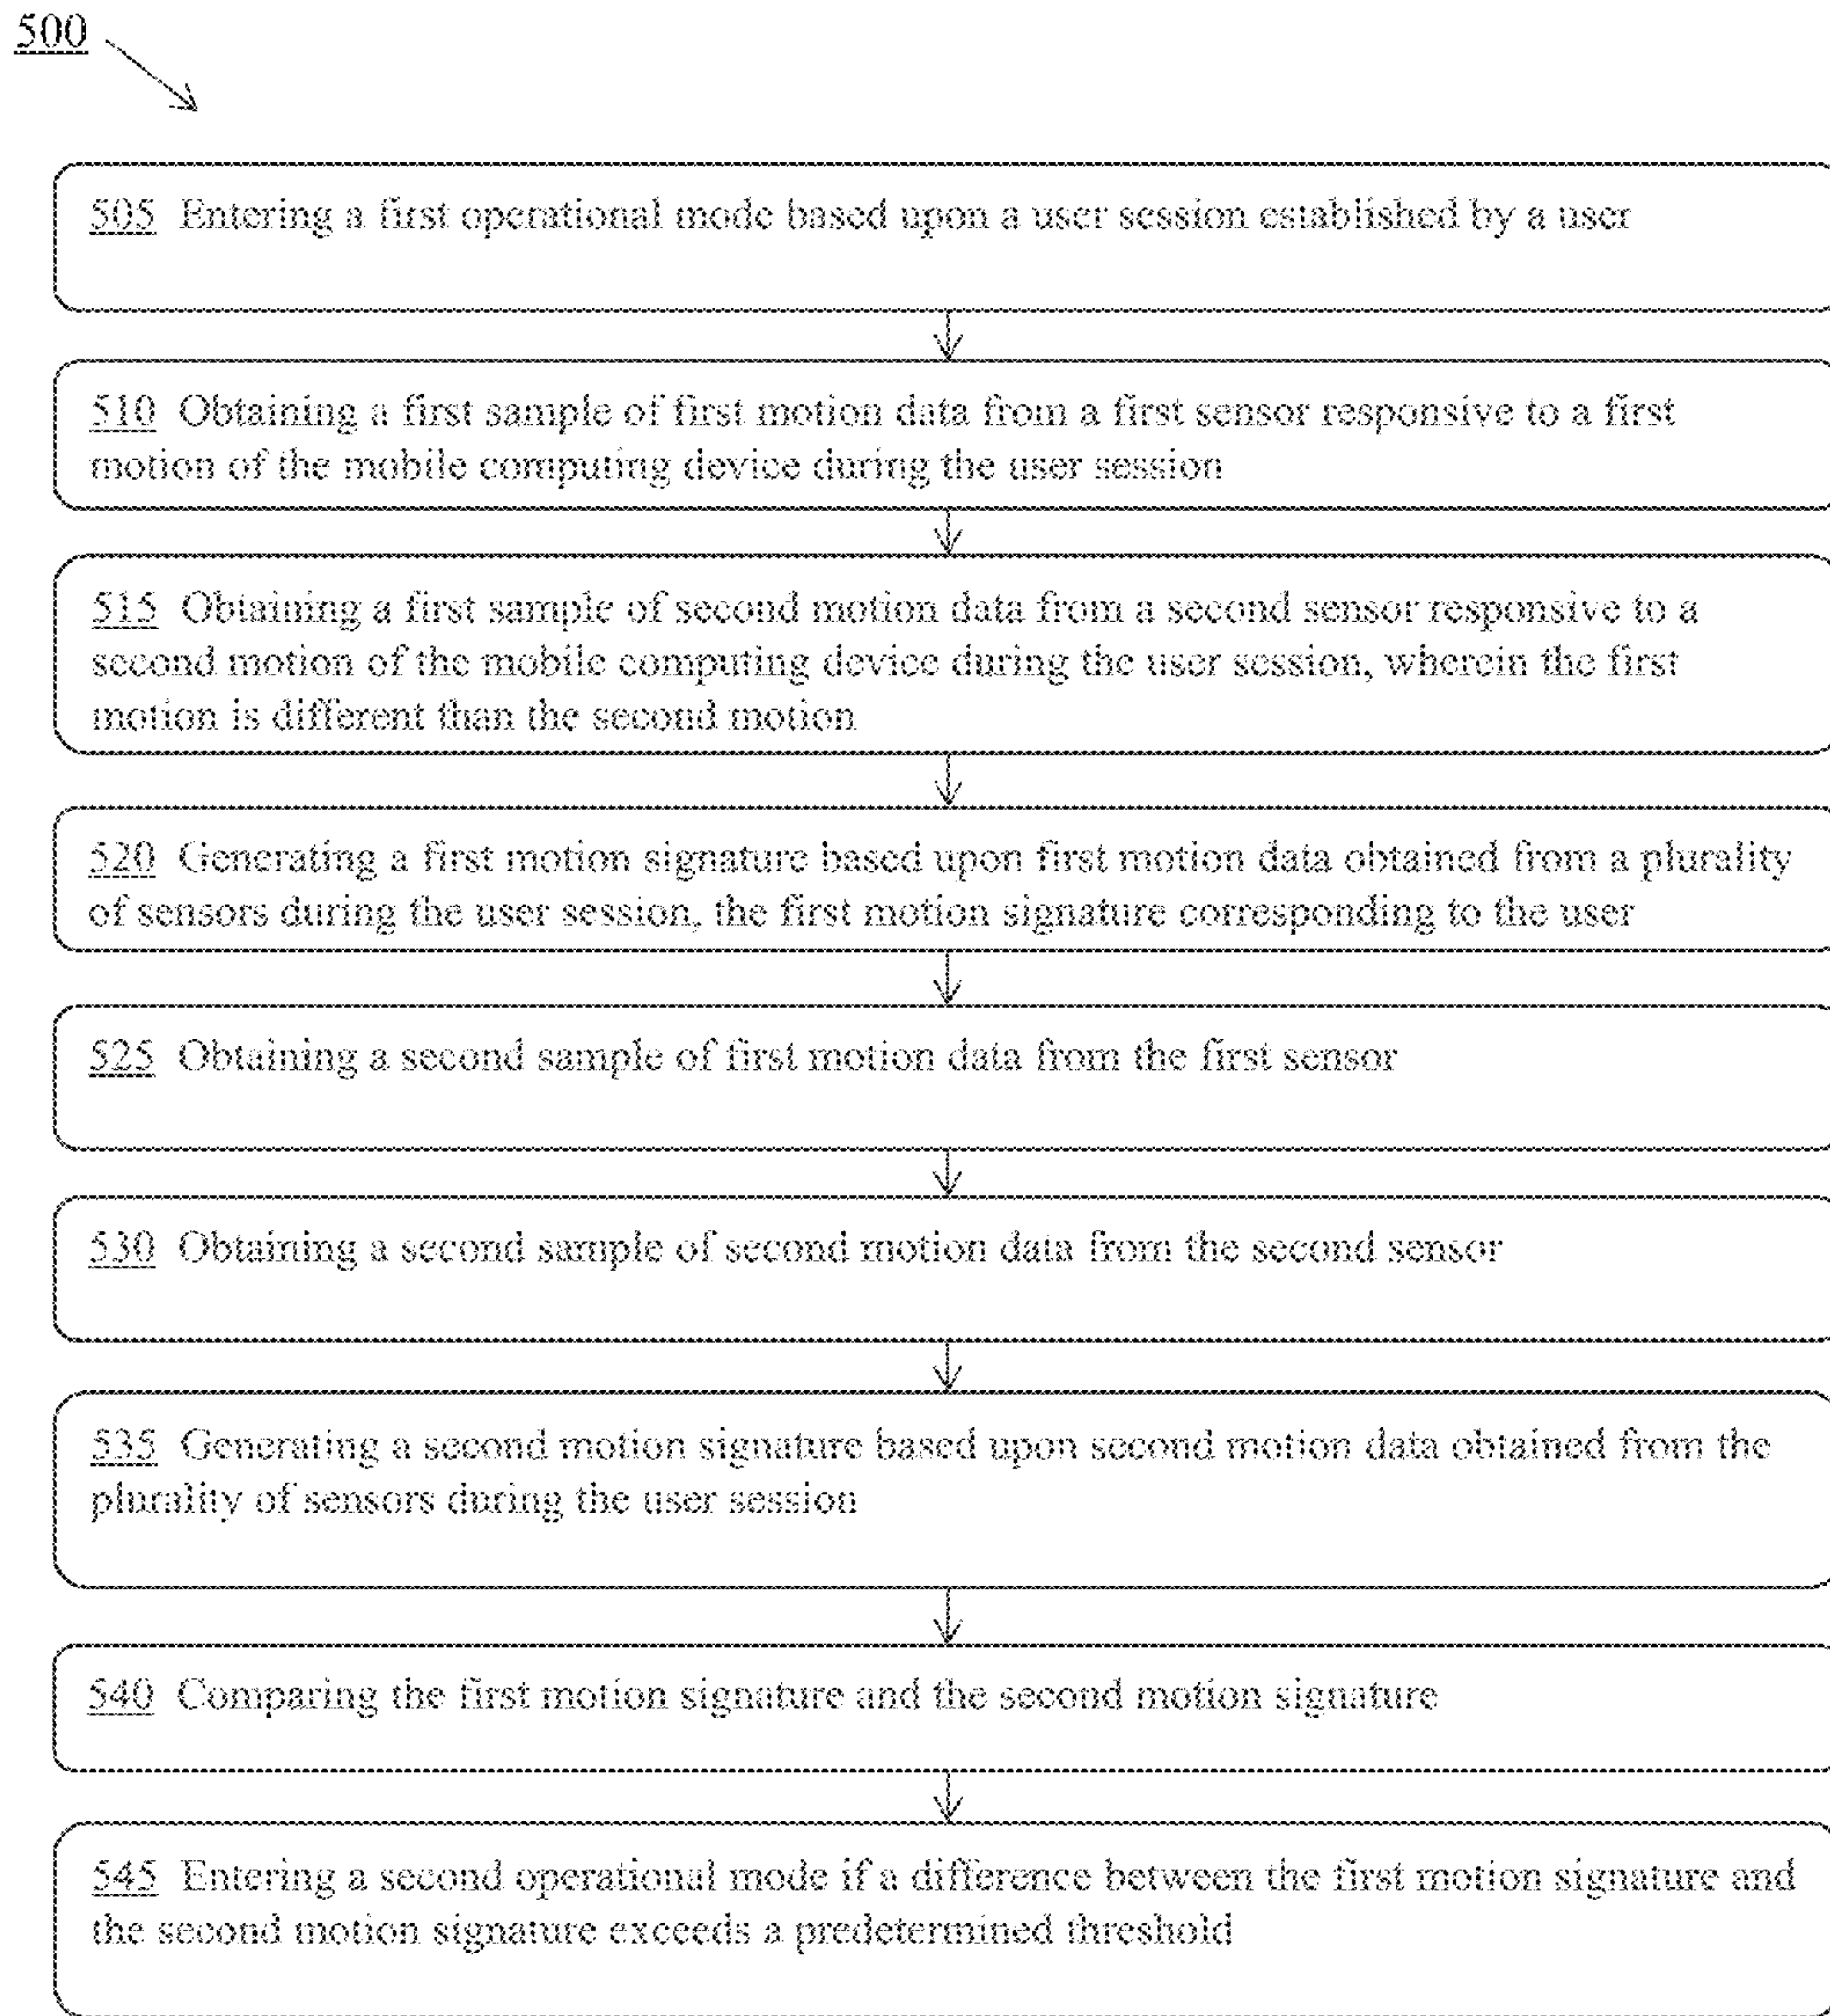 500
505 Entering a first operational mode based upon a user session established by a user
510 Obtaining a first sample of first motion data from a first sensor responsive to a first
motion of the mobile computing device during the user session
515 Obtaining a first sample of second motion data from a second sensor responsive to a
second motion of the mobile computing device during the user session, wherein the first
motion is different than the second motion
520 Generating a first motion signature based upon first motion data obtained from a plurality
of sensors during the user session, the first motion signature corresponding to the user
525 Obtaining a second sample of first motion data from the first sensor
530 Obtaining a second sample of second motion data from the second sensor
535 Generating a second motion signature based upon second motion data obtained from the
plurality of sensors during the user session
540 Comparing the first motion signature and the second motion signature
545 Entering a second operational mode if a difference between the first motion signature and
the second motion signature exceeds a predetermined threshold